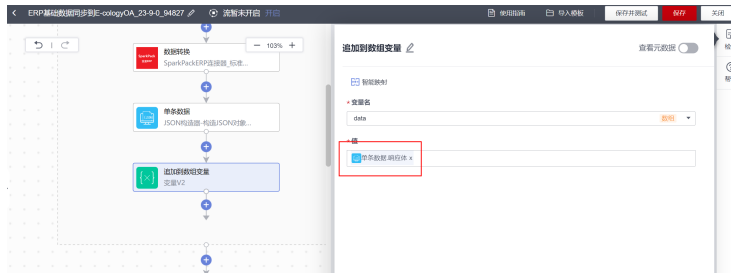 ERP基础数据同步到E-cologyOA_23-9-0_94827
流暂未开启 开启
使用指南
导入模板
保存并测试
保存
关闭
103%
数据转换
SparkPackERP连接器_标准...
追加到数组变量
查看元数据
智能映射
* 变量名
data
数组
单条数据
JSON构造器-构造JSON对象...
* 值
单条数据.响应体 x
追加到数组变量
变量V2